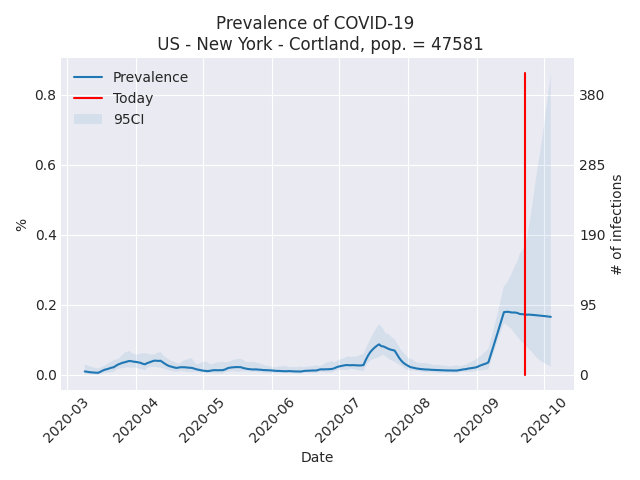 Prevalence of COVID-19
US - New York - Cortland, pop. = 47581
Prevalence
Today
95CI
%
0.8
0.6
0.4
0.2
0.0
380
285
190
95
0
# of infections
2020-03
2020-04
2020-05
2020-06
2020-07
2020-08
2020-09
2020-10
Date